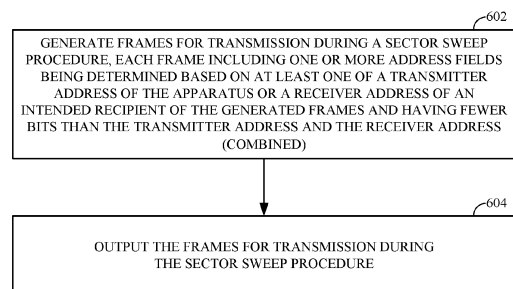 602
GENERATE FRAMES FOR TRANSMISSION DURING A SECTOR SWEEP
PROCEDURE, EACH FRAME INCLUDING ONE OR MORE ADDRESS FIELDS
BEING DETERMINED BASED ON AT LEAST ONE OF A TRANSMITTER
ADDRESS OF THE APPARATUS OR A RECEIVER ADDRESS OF AN
INTENDED RECIPIENT OF THE GENERATED FRAMES AND HAVING FEWER
BITS THAN THE TRANSMITTER ADDRESS AND THE RECEIVER ADDRESS
(COMBINED)
604
OUTPUT THE FRAMES FOR TRANSMISSION DURING
THE SECTOR SWEEP PROCEDURE